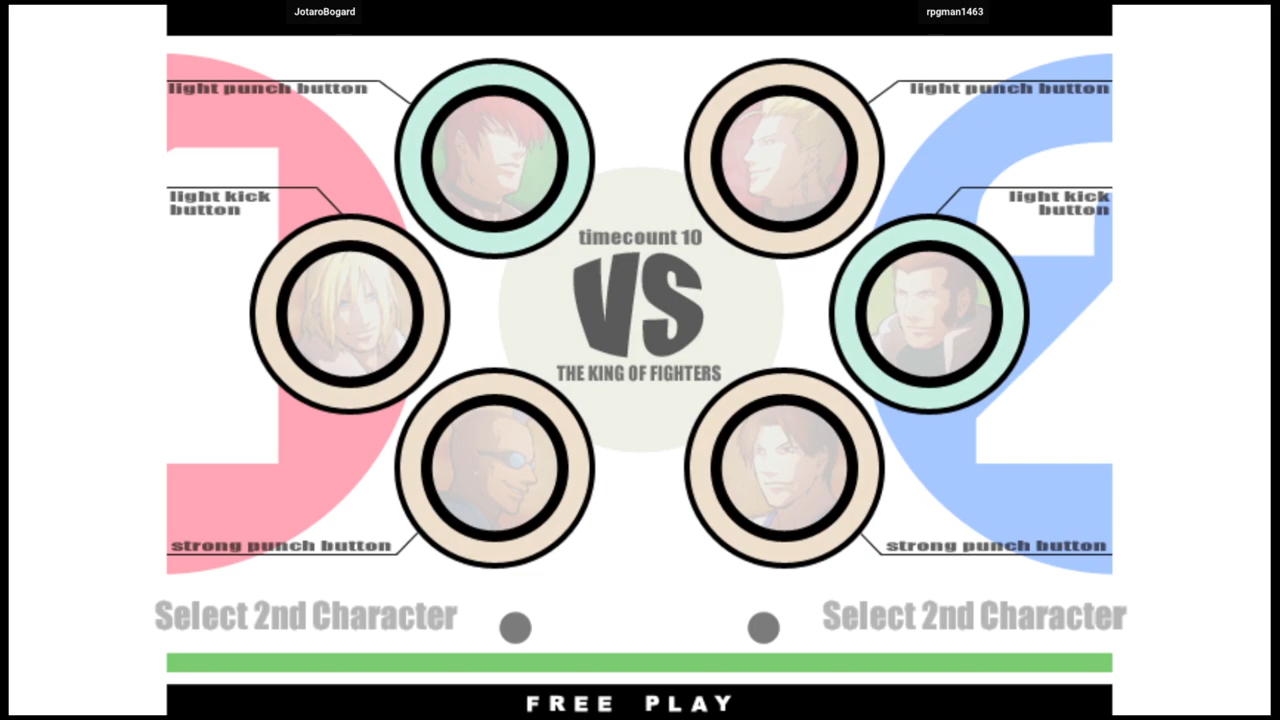 JotaroBogard
rpgman1463
light punch button
light punch button
light kick
button
light kick
button
timecount 10
VS
THE KING OF FIGHTERS
strong punch button
strong punch button
Select 2nd Character
Select 2nd Character
FREE PLAY